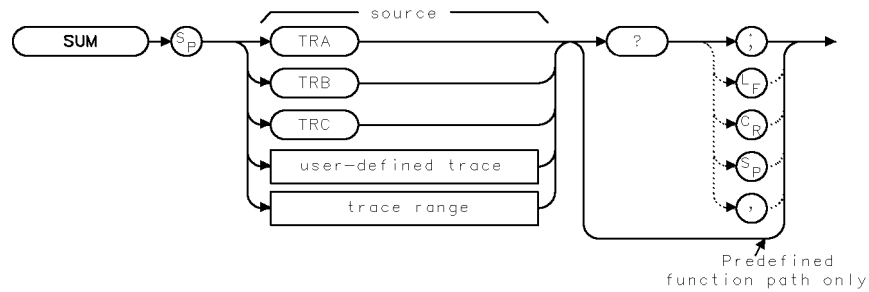 source
SUM SP TRA ? ;
TRB LF
TRC CR
user-defined trace SP
trace range ,
Predefined
function path only